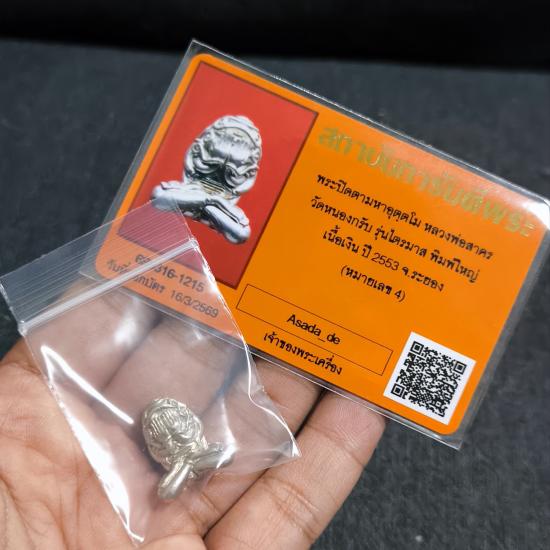 สถาบันการันตีพระ
พระปิดตามหาอุตตโม หลวงพ่อสาคร
วัดหนองกรับ รุ่นไตรมาส พิมพ์ใหญ่
เนื้อเงิน ปี 2553 จ.ระยอง
(หมายเลข 4)
316-1215
16/3/2569
Asada_de
เจ้าของพระเครื่อง